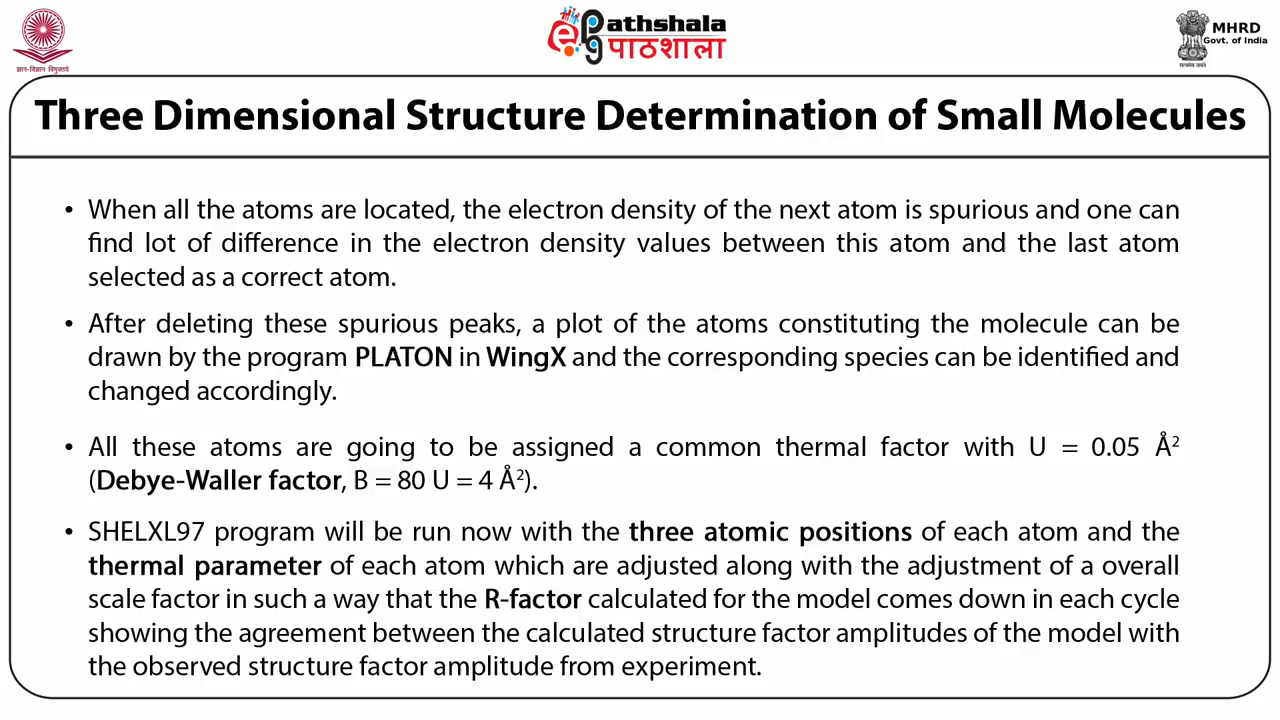 ज्ञान-विज्ञान विमुक्तये
epg
athshala
पाठशाला
MHRD
Govt. of India
सत्यमेव जयते
Three Dimensional Structure Determination of Small Molecules
• When all the atoms are located, the electron density of the next atom is spurious and one can
find lot of difference in the electron density values between this atom and the last atom
selected as a correct atom.
• After deleting these spurious peaks, a plot of the atoms constituting the molecule can be
drawn by the program PLATON in WingX and the corresponding species can be identified and
changed accordingly.
• All these atoms are going to be assigned a common thermal factor with U = 0.05 Å²
(Debye-Waller factor, B = 80 U = 4 Å²).
• SHELXL97 program will be run now with the three atomic positions of each atom and the
thermal parameter of each atom which are adjusted along with the adjustment of a overall
scale factor in such a way that the R-factor calculated for the model comes down in each cycle
showing the agreement between the calculated structure factor amplitudes of the model with
the observed structure factor amplitude from experiment.